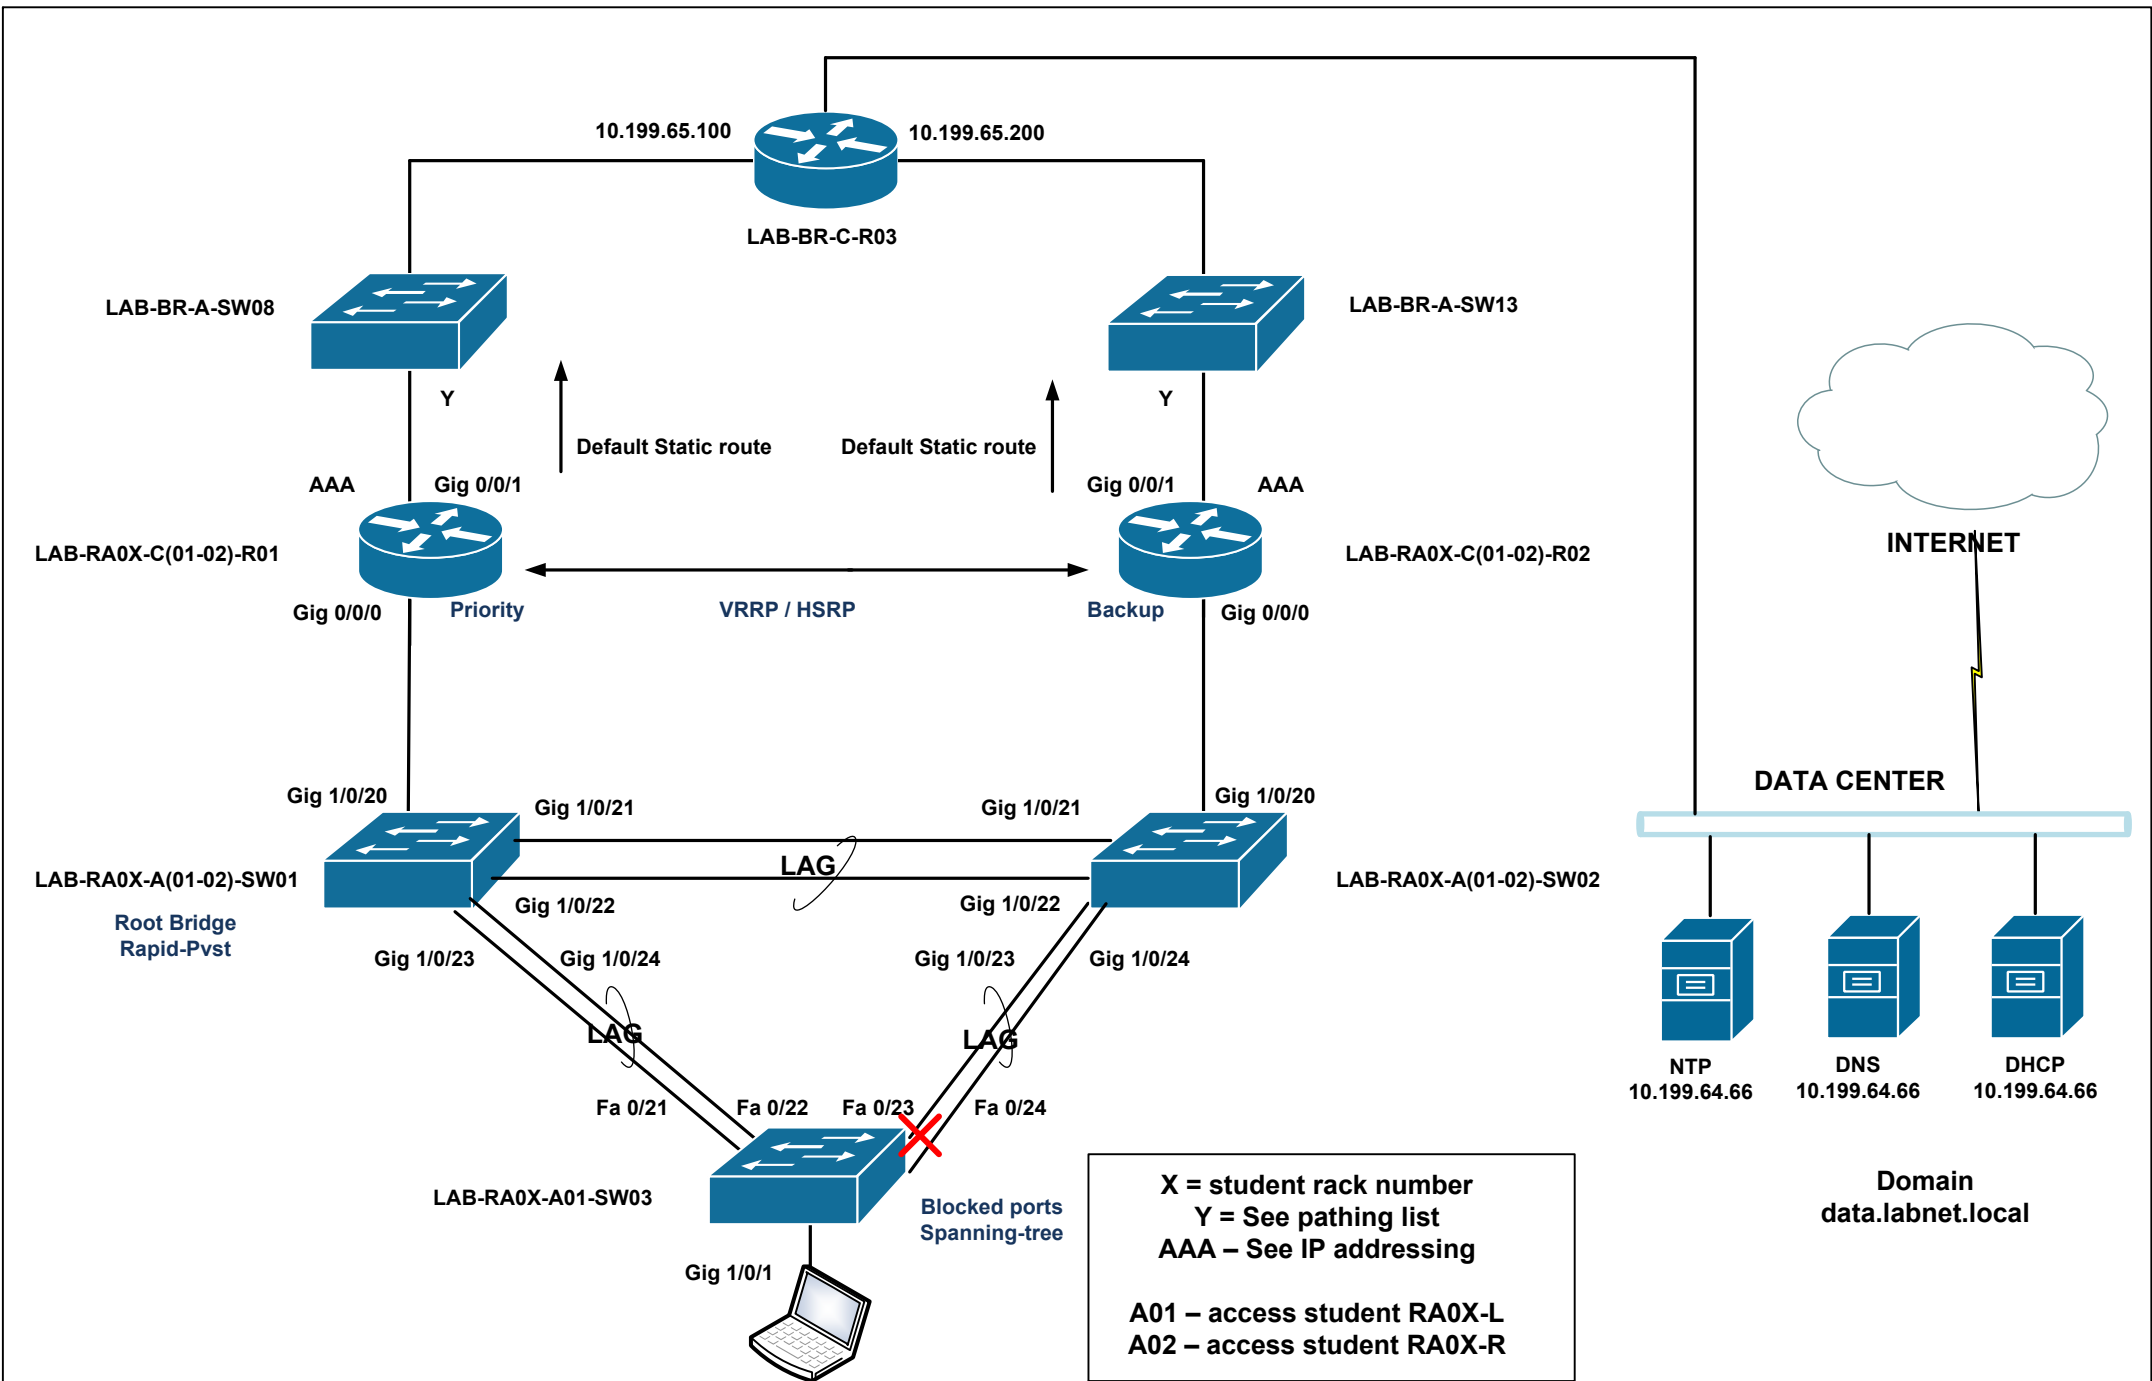 10.199.65.100
10.199.65.200
LAB-BR-C-R03
LAB-BR-A-SW08
LAB-BR-A-SW13
Y
Y
Default Static route
Default Static route
AAA
Gig 0/0/1
Gig 0/0/1
AAA
LAB-RA0X-C(01-02)-R01
LAB-RA0X-C(01-02)-R02
INTERNET
Gig 0/0/0
Priority
VRRP / HSRP
Backup
Gig 0/0/0
Gig 1/0/20
Gig 1/0/21
Gig 1/0/21
Gig 1/0/20
DATA CENTER
LAG
LAB-RA0X-A(01-02)-SW01
LAB-RA0X-A(01-02)-SW02
Root Bridge
Rapid-Pvst
Gig 1/0/22
Gig 1/0/22
Gig 1/0/23
Gig 1/0/24
Gig 1/0/23
Gig 1/0/24
LAG
LAG
NTP
10.199.64.66
DNS
10.199.64.66
DHCP
10.199.64.66
Fa 0/21
Fa 0/22
Fa 0/23
Fa 0/24
LAB-RA0X-A01-SW03
Blocked ports
Spanning-tree
Gig 1/0/1
X = student rack number
Y = See pathing list
AAA – See IP addressing
A01 – access student RA0X-L
A02 – access student RA0X-R
Domain
data.labnet.local